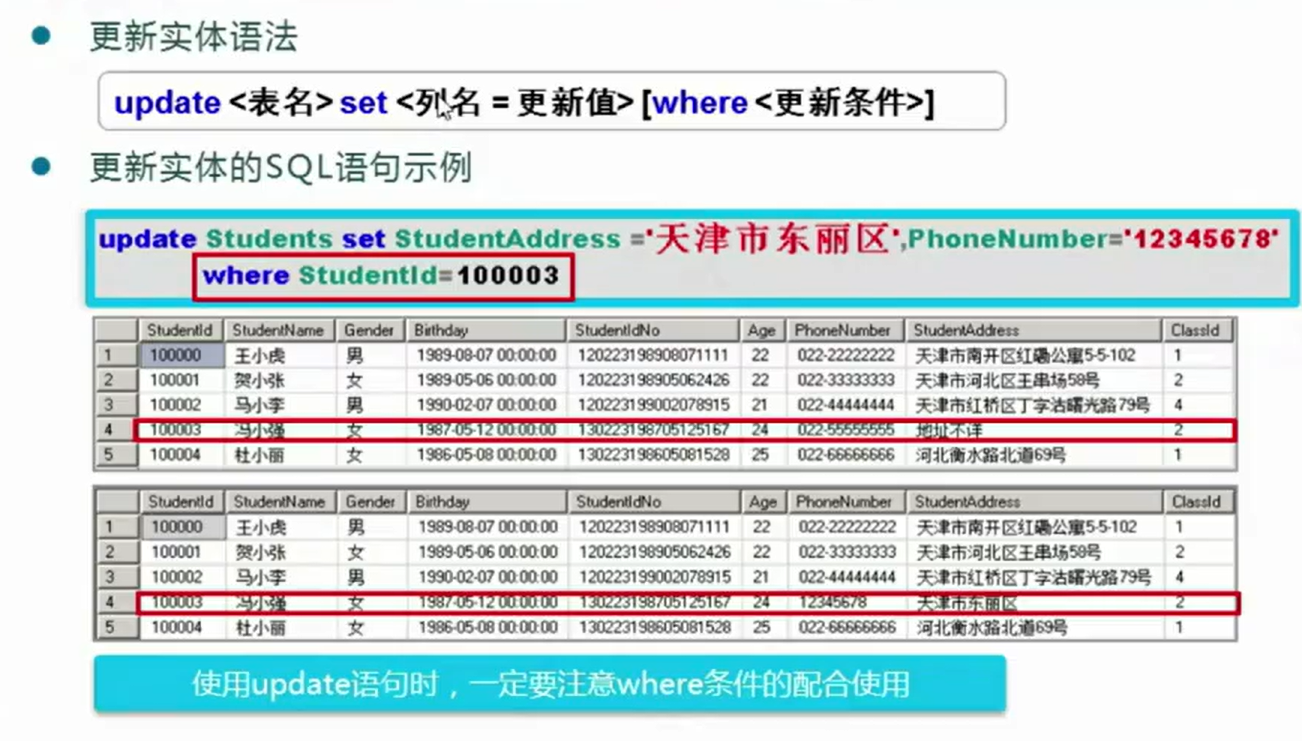 更新实体语法
update <表名> set <列名 = 更新值> [where <更新条件>]
更新实体的SQL语句示例
update Students set StudentAddress ='天津市东丽区',PhoneNumber='12345678'
where StudentId=100003
StudentId StudentName Gender Birthday StudentIdNo Age PhoneNumber StudentAddress ClassId
1 100000 王小虎 男 1989-08-07 00:00:00 120223198908071111 22 022-22222222 天津市南开区红磡公寓5-5-102 1
2 100001 贺小张 女 1989-05-06 00:00:00 120223198905062426 22 022-33333333 天津市河北区王串场58号 2
3 100002 马小李 男 1990-02-07 00:00:00 120223199002078915 21 022-44444444 天津市红桥区丁字沽曙光路79号 4
4 100003 冯小强 女 1987-05-12 00:00:00 130223198705125167 24 022-55555555 地址不详 2
5 100004 杜小丽 女 1986-05-08 00:00:00 130223198605081528 25 022-66666666 河北衡水路北道69号 1
StudentId StudentName Gender Birthday StudentIdNo Age PhoneNumber StudentAddress ClassId
1 100000 王小虎 男 1989-08-07 00:00:00 120223198908071111 22 022-22222222 天津市南开区红磡公寓5-5-102 1
2 100001 贺小张 女 1989-05-06 00:00:00 120223198905062426 22 022-33333333 天津市河北区王串场58号 2
3 100002 马小李 男 1990-02-07 00:00:00 120223199002078915 21 022-44444444 天津市红桥区丁字沽曙光路79号 4
4 100003 冯小强 女 1987-05-12 00:00:00 130223198705125167 24 12345678 天津市东丽区 2
5 100004 杜小丽 女 1986-05-08 00:00:00 130223198605081528 25 022-66666666 河北衡水路北道69号 1
使用update语句时，一定要注意where条件的配合使用